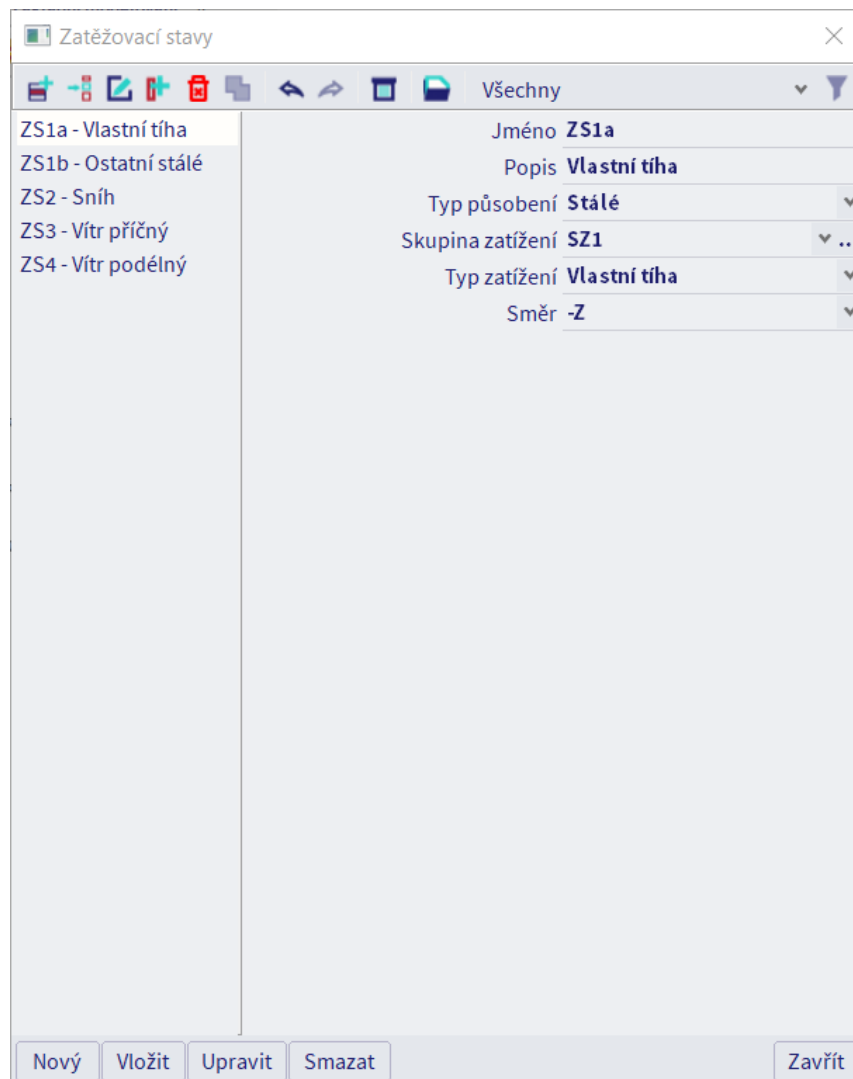 Zatěžovací stavy
Všechny
ZS1a - Vlastní tíha
ZS1b - Ostatní stálé
ZS2 - Sníh
ZS3 - Vítr příčný
ZS4 - Vítr podélný
Jméno ZS1a
Popis Vlastní tíha
Typ působení Stálé
Skupina zatížení SZ1 ..
Typ zatížení Vlastní tíha
Směr -Z
Nový Vložit Upravit Smazat Zavřít